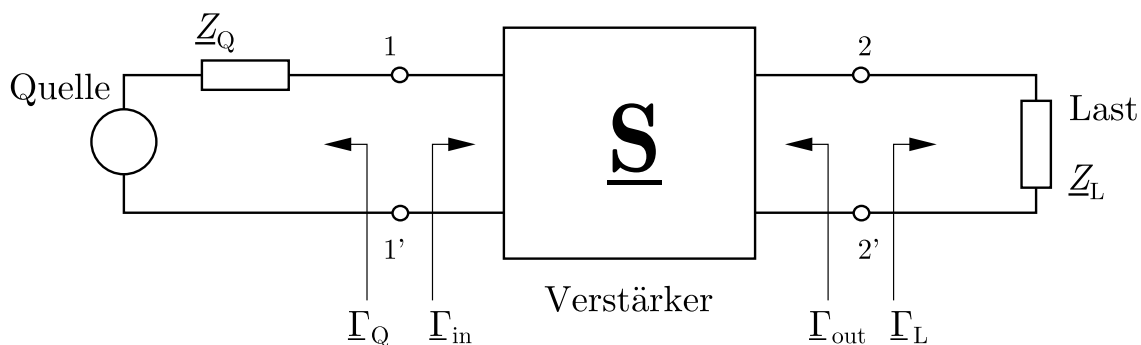 Z_Q
1
2
Quelle
Last
S
Z_L
1'
2'
Verstärker
Γ_Q
Γ_in
Γ_out
Γ_L